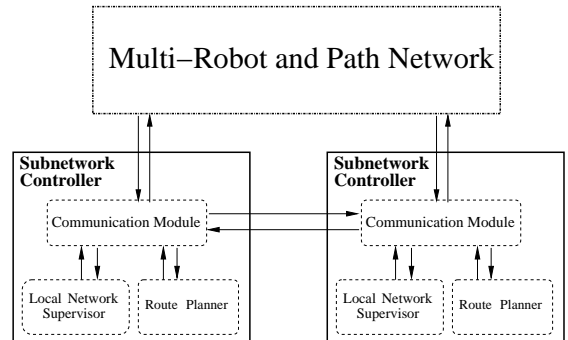 Multi−Robot and Path Network
Subnetwork
Controller
Communication Module
Local Network
Supervisor
Route Planner
Subnetwork
Controller
Communication Module
Local Network
Supervisor
Route Planner